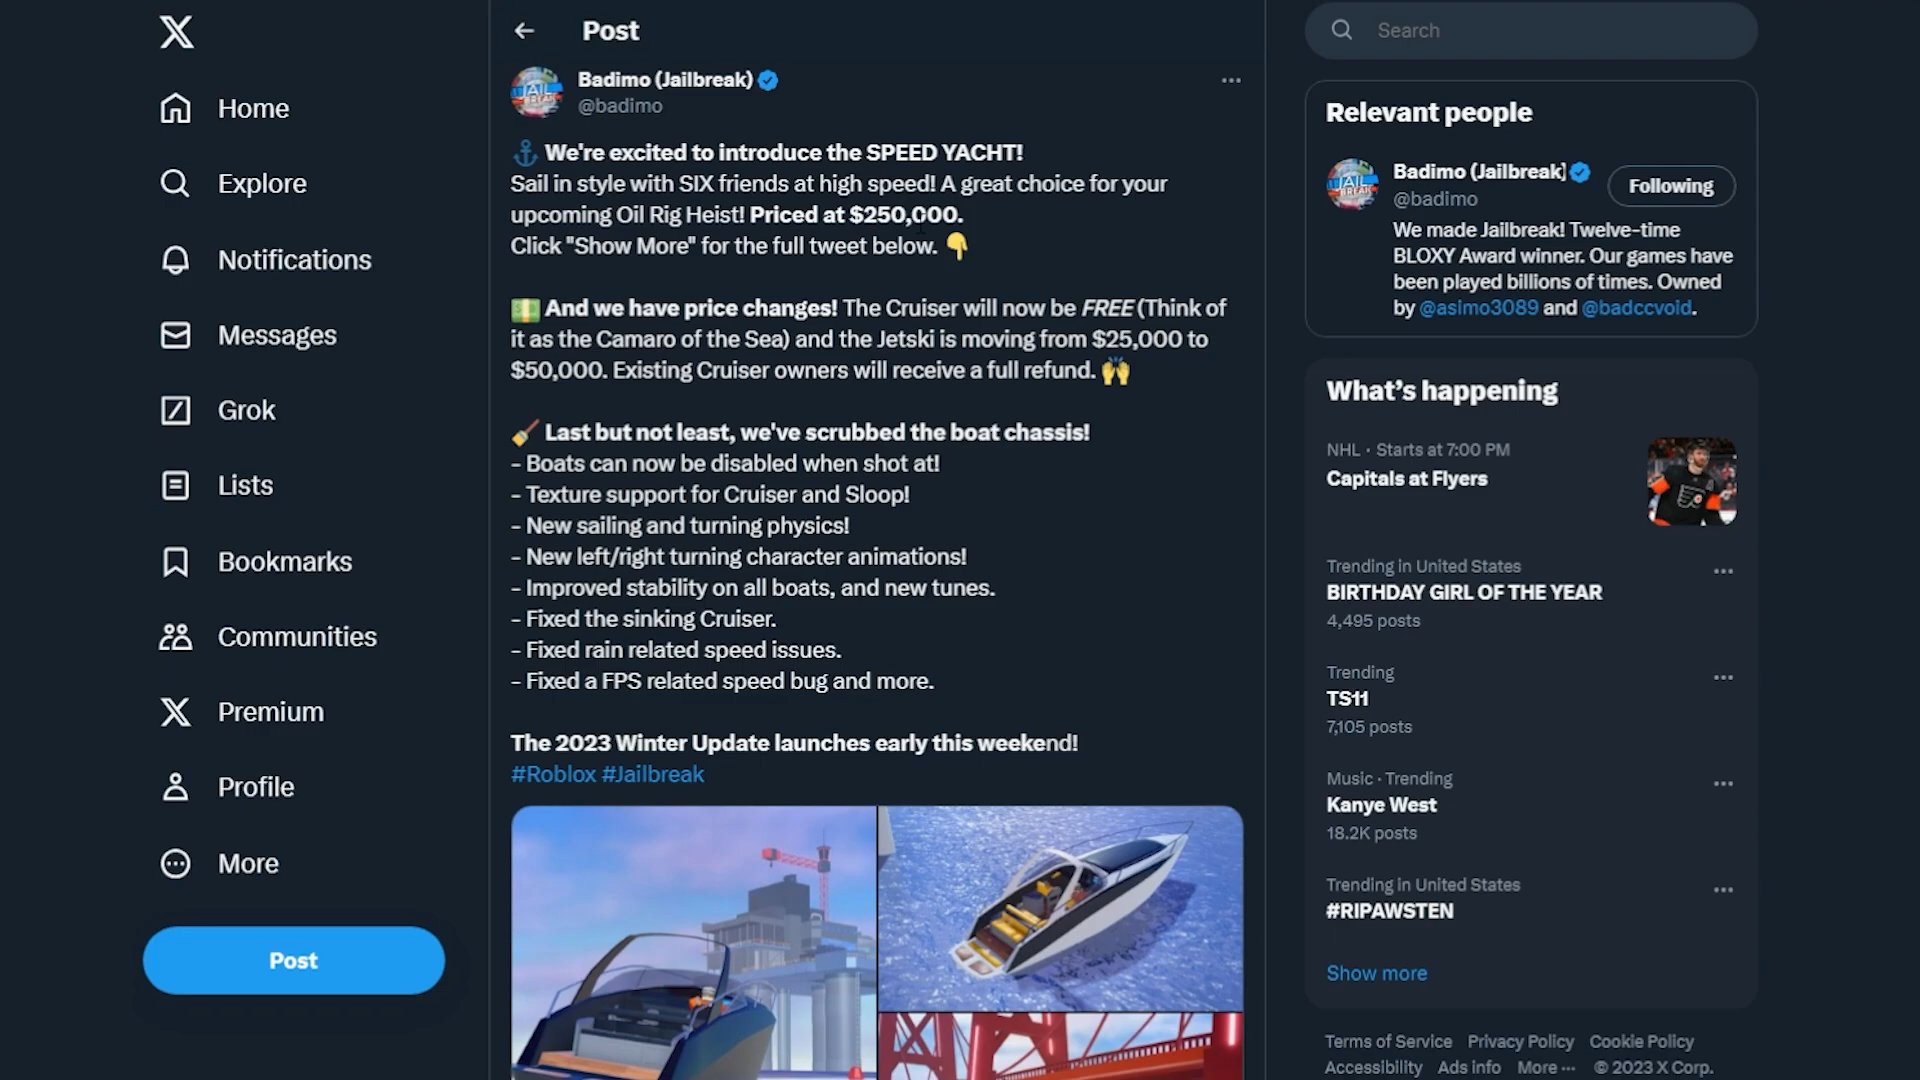 Home
Explore
Notifications
Messages
Grok
Lists
Bookmarks
Communities
Premium
Profile
More
Post
Post
Badimo (Jailbreak)
@badimo
⚓ We're excited to introduce the SPEED YACHT!
Sail in style with SIX friends at high speed! A great choice for your
upcoming Oil Rig Heist! Priced at $250,000.
Click "Show More" for the full tweet below. 👇
💵 And we have price changes! The Cruiser will now be FREE (Think of
it as the Camaro of the Sea) and the Jetski is moving from $25,000 to
$50,000. Existing Cruiser owners will receive a full refund. 🙌
🧹 Last but not least, we've scrubbed the boat chassis!
- Boats can now be disabled when shot at!
- Texture support for Cruiser and Sloop!
- New sailing and turning physics!
- New left/right turning character animations!
- Improved stability on all boats, and new tunes.
- Fixed the sinking Cruiser.
- Fixed rain related speed issues.
- Fixed a FPS related speed bug and more.
The 2023 Winter Update launches early this weekend!
#Roblox #Jailbreak
Search
Relevant people
Badimo (Jailbreak)
@badimo
Following
We made Jailbreak! Twelve-time
BLOXY Award winner. Our games have
been played billions of times. Owned
by @asimo3089 and @badccvoid.
What's happening
NHL · Starts at 7:00 PM
Capitals at Flyers
Trending in United States
BIRTHDAY GIRL OF THE YEAR
4,495 posts
Trending
TS11
7,105 posts
Music · Trending
Kanye West
18.2K posts
Trending in United States
#RIPAWSTEN
Show more
Terms of Service Privacy Policy Cookie Policy
Accessibility Ads info More ··· © 2023 X Corp.